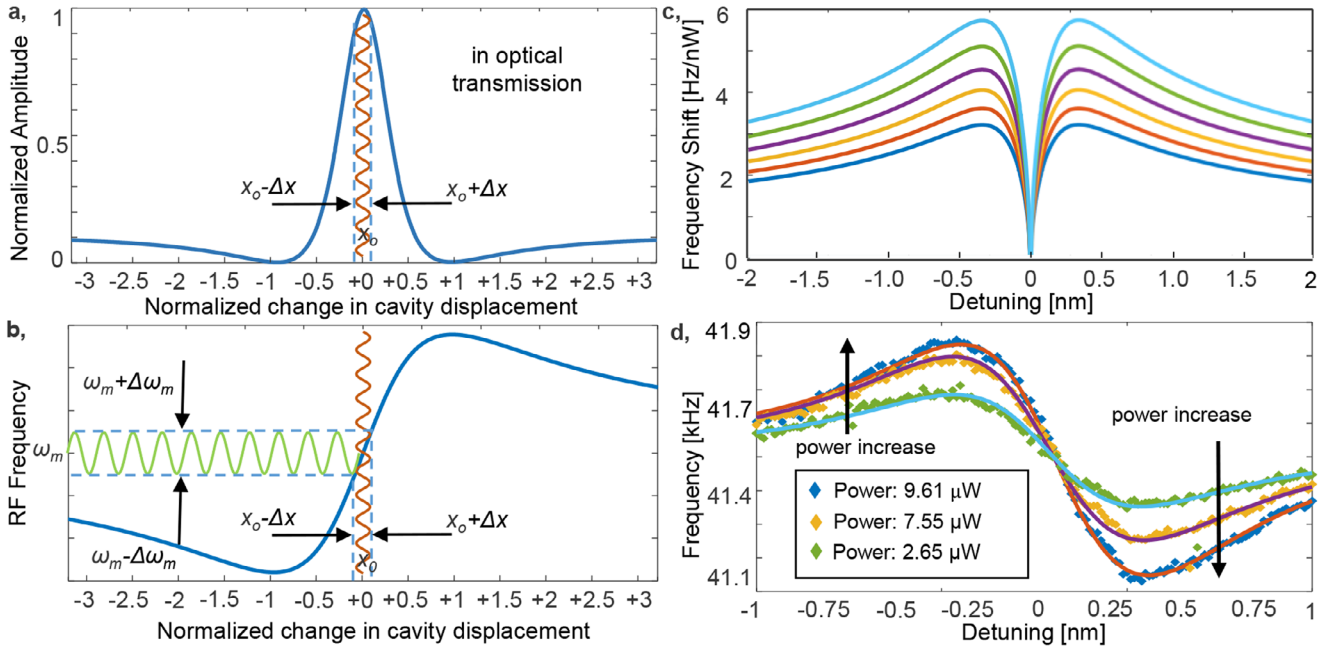 a,
Normalized Amplitude
1
0.5
0
in optical
transmission
xo-Δx
xo+Δx
xo
-3 -2.5 -2 -1.5 -1 -0.5 +0 +0.5 +1 +1.5 +2 +2.5 +3
Normalized change in cavity displacement
b,
RF Frequency
ωm
ωm+Δωm
ωm-Δωm
xo-Δx
xo+Δx
xo
-3 -2.5 -2 -1.5 -1 -0.5 +0 +0.5 +1 +1.5 +2 +2.5 +3
Normalized change in cavity displacement
c,
Frequency Shift [Hz/nW]
6
4
2
0
-2 -1.5 -1.0 -0.5 0 0.5 1 1.5 2
Detuning [nm]
d,
Frequency [kHz]
41.9
41.7
41.4
41.1
power increase
power increase
Power: 9.61 μW
Power: 7.55 μW
Power: 2.65 μW
-1 -0.75 -0.5 -0.25 0 0.25 0.5 0.75 1
Detuning [nm]